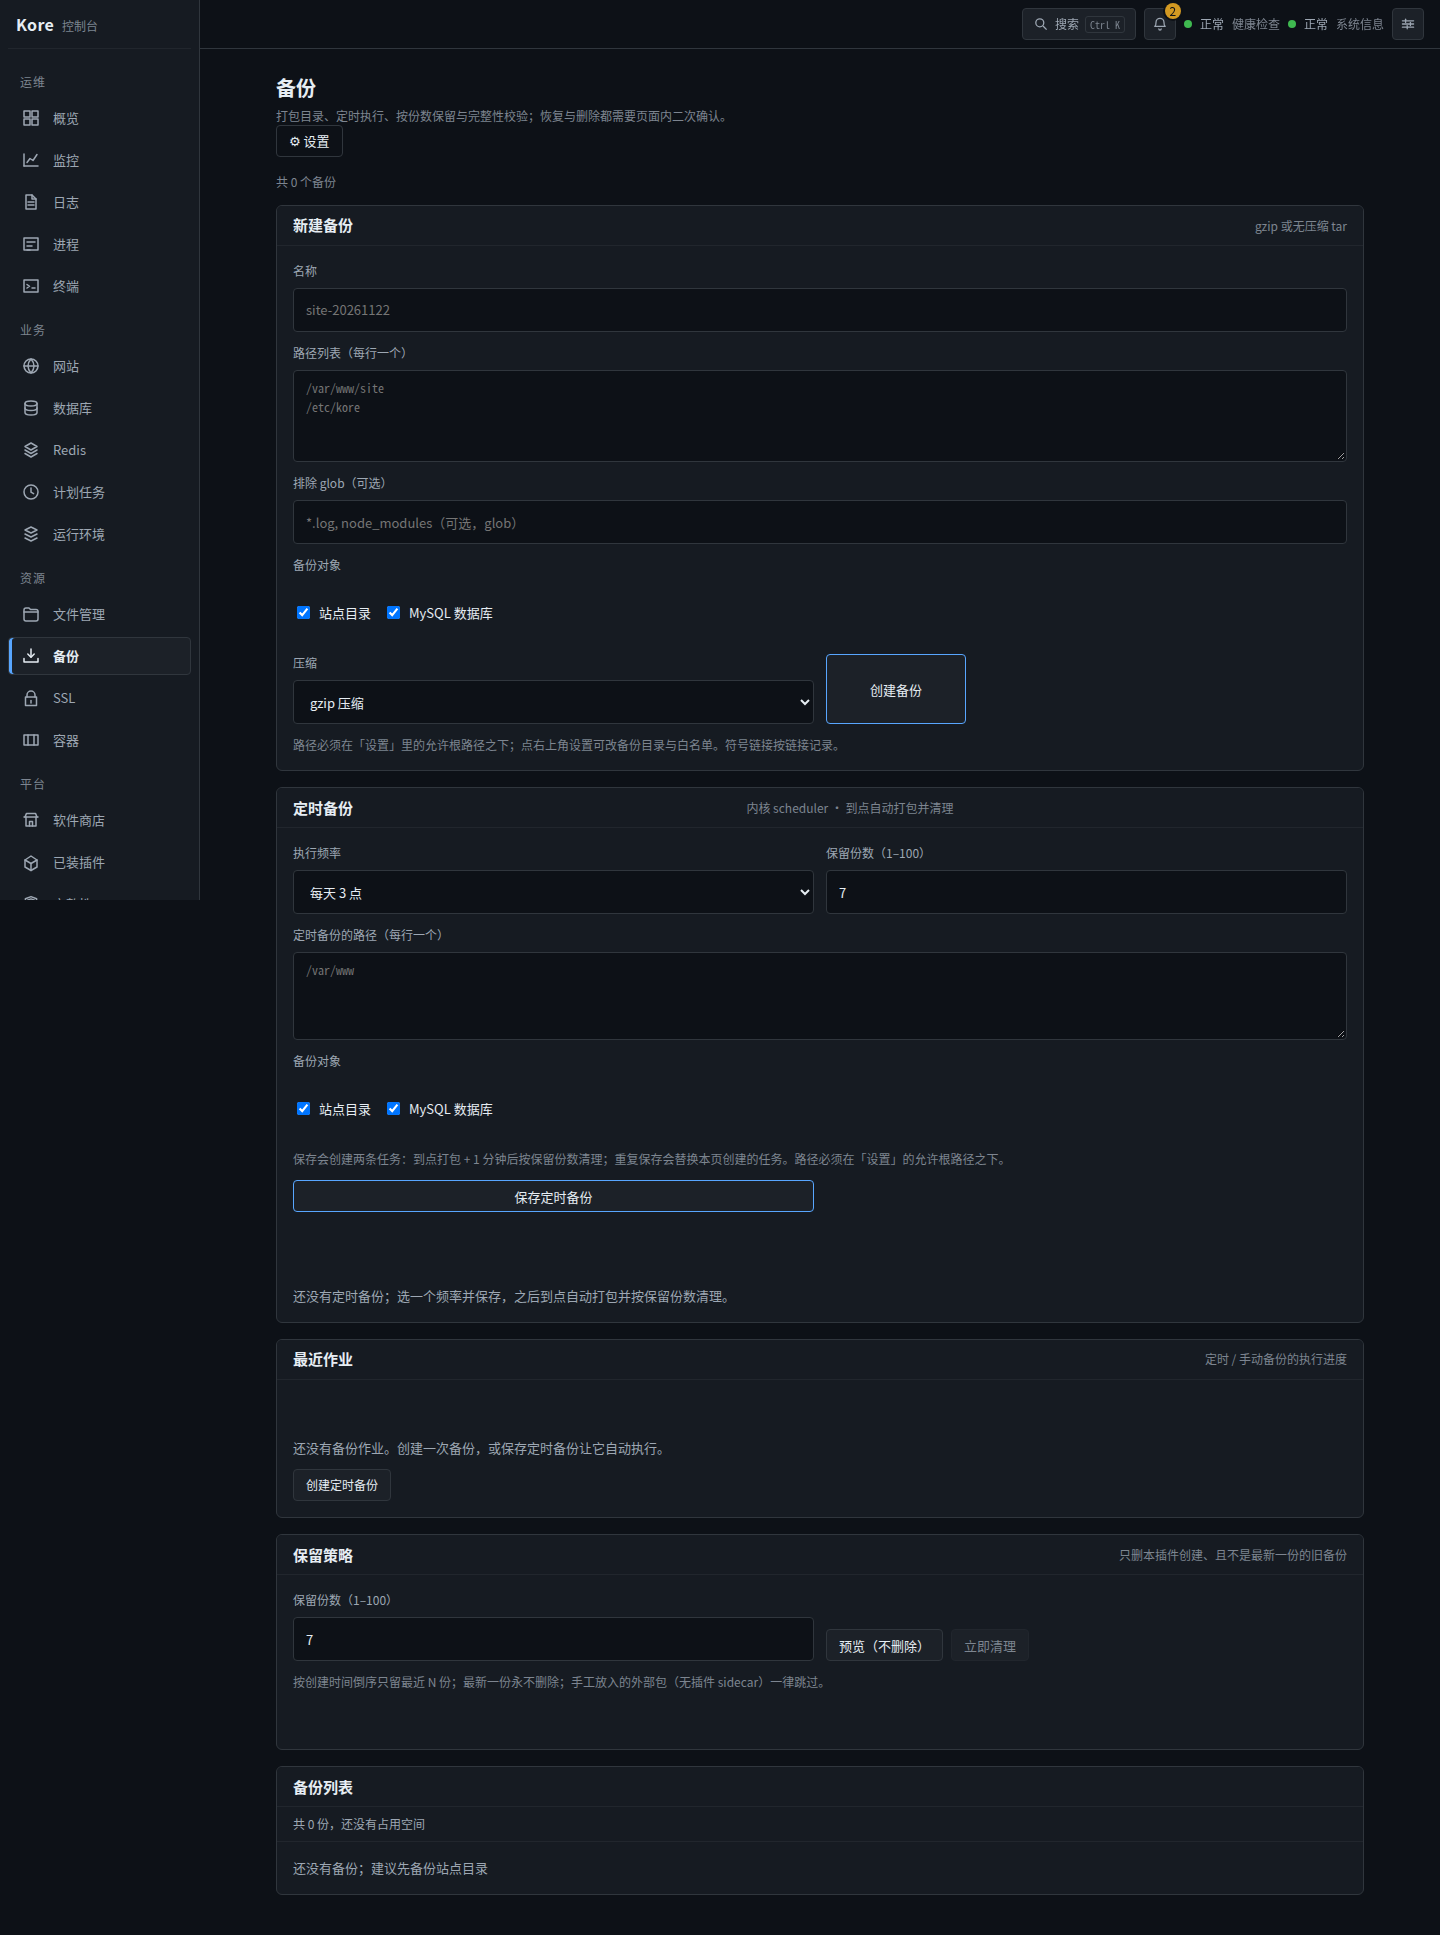 Kore 控制台
搜索 Ctrl K
2
正常 健康检查
正常 系统信息
运维
概览
监控
日志
进程
终端
业务
网站
数据库
Redis
计划任务
运行环境
资源
文件管理
备份
SSL
容器
平台
软件商店
已装插件
备份
打包目录、定时执行、按份数保留与完整性校验；恢复与删除都需要页面内二次确认。
⚙ 设置
共 0 个备份
新建备份
gzip 或无压缩 tar
名称
site-20261122
路径列表（每行一个）
/var/www/site
/etc/kore
排除 glob（可选）
*.log, node_modules（可选，glob）
备份对象
站点目录 MySQL 数据库
压缩
gzip 压缩
创建备份
路径必须在「设置」里的允许根路径之下；点右上角设置可改备份目录与白名单。符号链接按链接记录。
定时备份
内核 scheduler · 到点自动打包并清理
执行频率
保留份数（1–100）
每天 3 点
7
定时备份的路径（每行一个）
/var/www
备份对象
站点目录 MySQL 数据库
保存会创建两条任务：到点打包 + 1 分钟后按保留份数清理；重复保存会替换本页创建的任务。路径必须在「设置」的允许根路径之下。
保存定时备份
还没有定时备份；选一个频率并保存，之后到点自动打包并按保留份数清理。
最近作业
定时 / 手动备份的执行进度
还没有备份作业。创建一次备份，或保存定时备份让它自动执行。
创建定时备份
保留策略
只删本插件创建、且不是最新一份的旧备份
保留份数（1–100）
7
预览（不删除）
立即清理
按创建时间倒序只留最近 N 份；最新一份永不删除；手工放入的外部包（无插件 sidecar）一律跳过。
备份列表
共 0 份，还没有占用空间
还没有备份；建议先备份站点目录